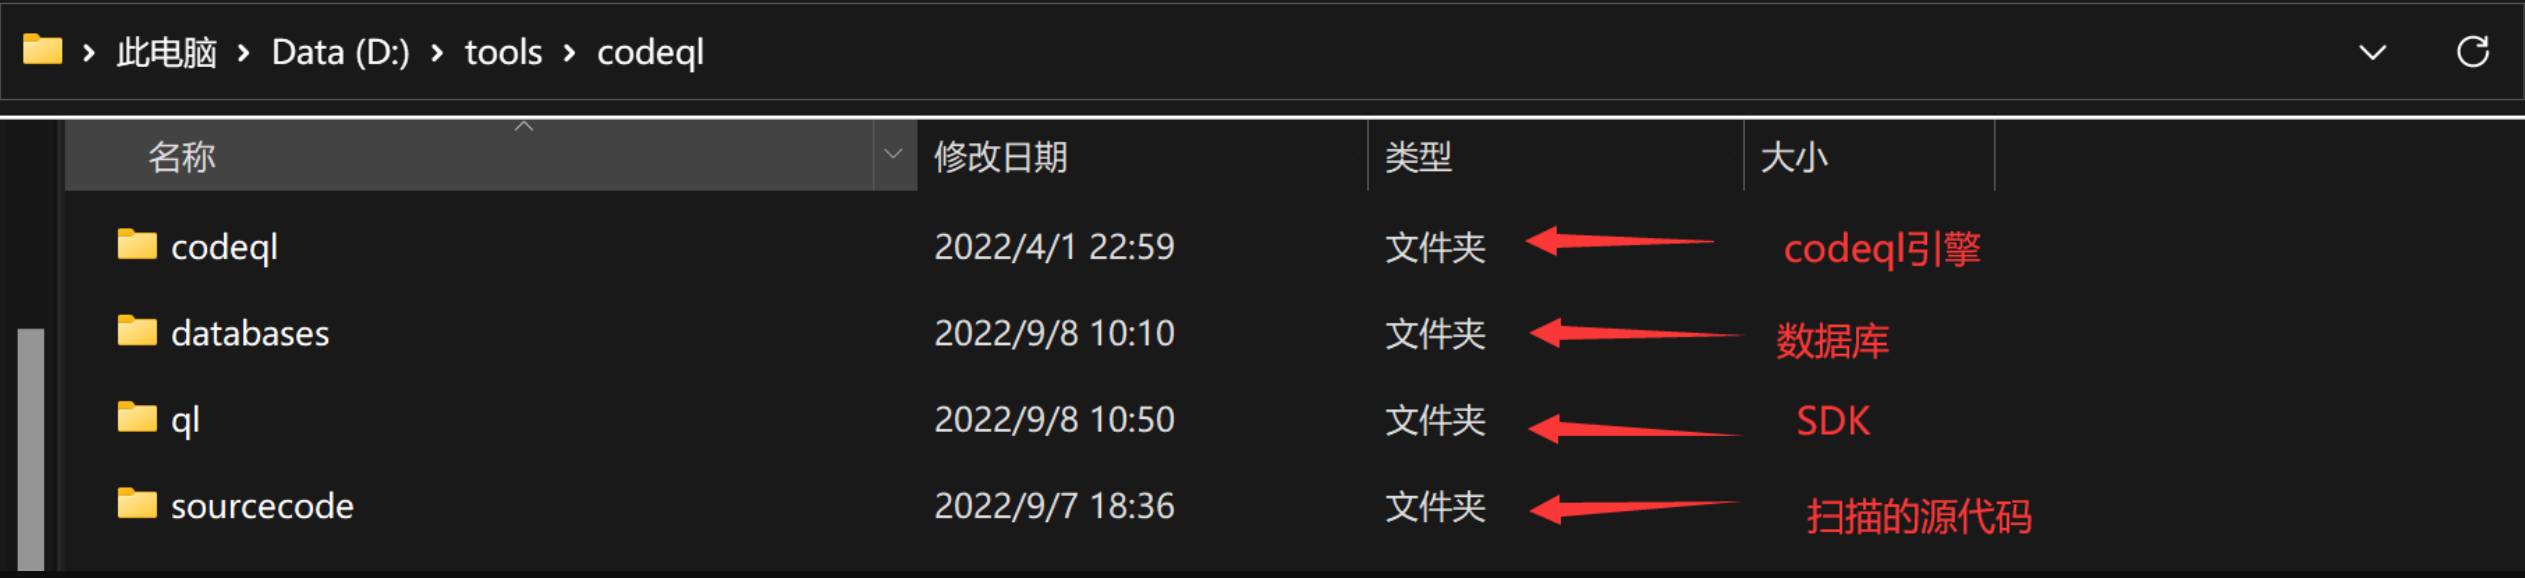 此电脑 > Data (D:) > tools > codeql
名称 修改日期 类型 大小
codeql 2022/4/1 22:59 文件夹 codeql引擎
databases 2022/9/8 10:10 文件夹 数据库
ql 2022/9/8 10:50 文件夹 SDK
sourcecode 2022/9/7 18:36 文件夹 扫描的源代码